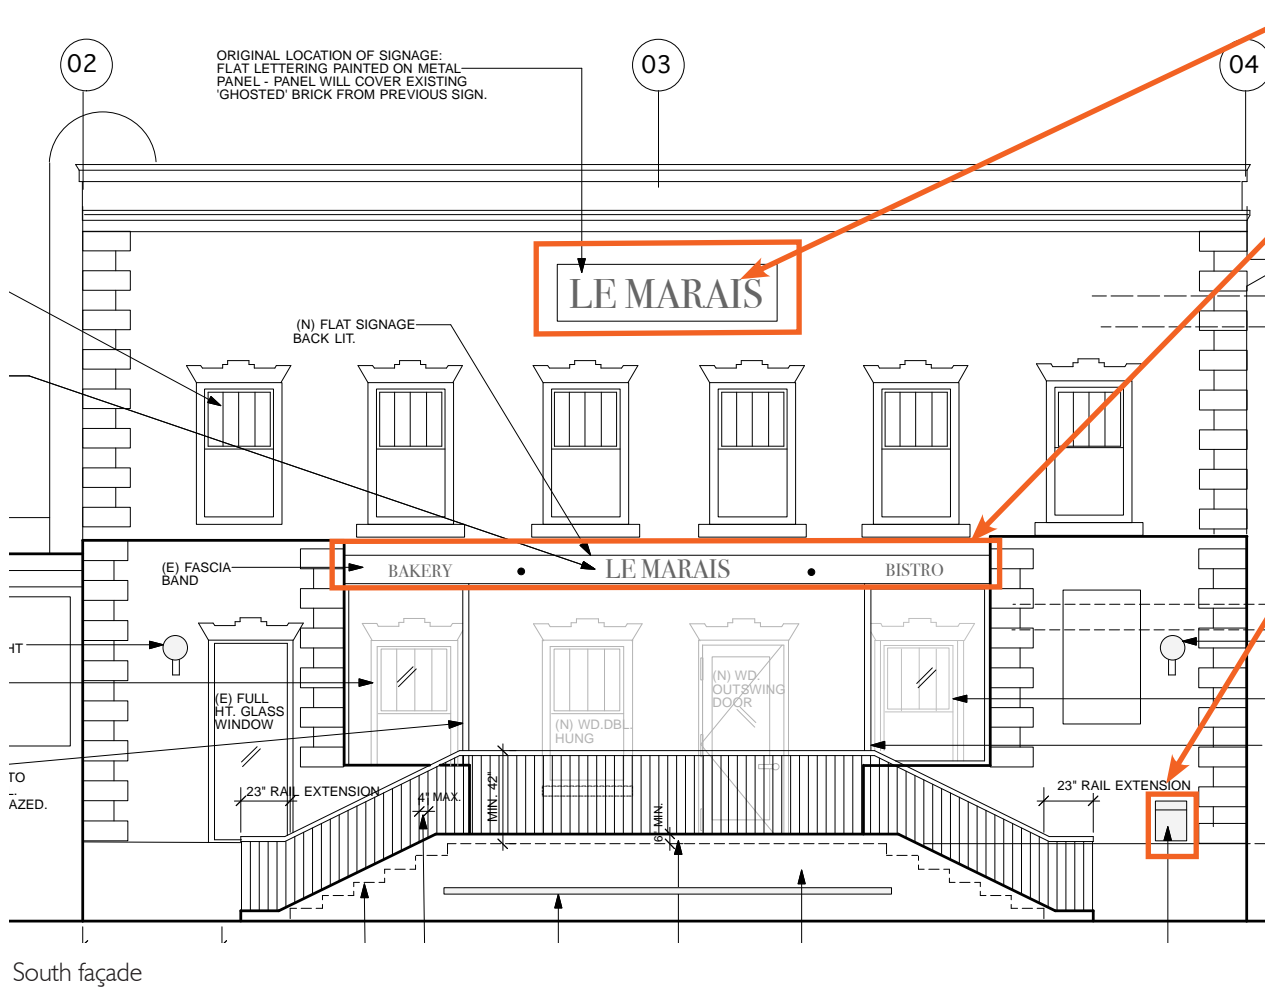 02
03
04
ORIGINAL LOCATION OF SIGNAGE:
FLAT LETTERING PAINTED ON METAL
PANEL - PANEL WILL COVER EXISTING
'GHOSTED' BRICK FROM PREVIOUS SIGN.
LE MARAIS
(N) FLAT SIGNAGE
BACK LIT.
(E) FASCIA
BAND
BAKERY • LE MARAIS • BISTRO
HT
(E) FULL
HT. GLASS
WINDOW
(N) WD.
OUTSWING
DOOR
(N) WD.DBL.
HUNG
TO
AZED.
23" RAIL EXTENSION
4" MAX.
MIN. 42"
6" MIN.
23" RAIL EXTENSION
South façade